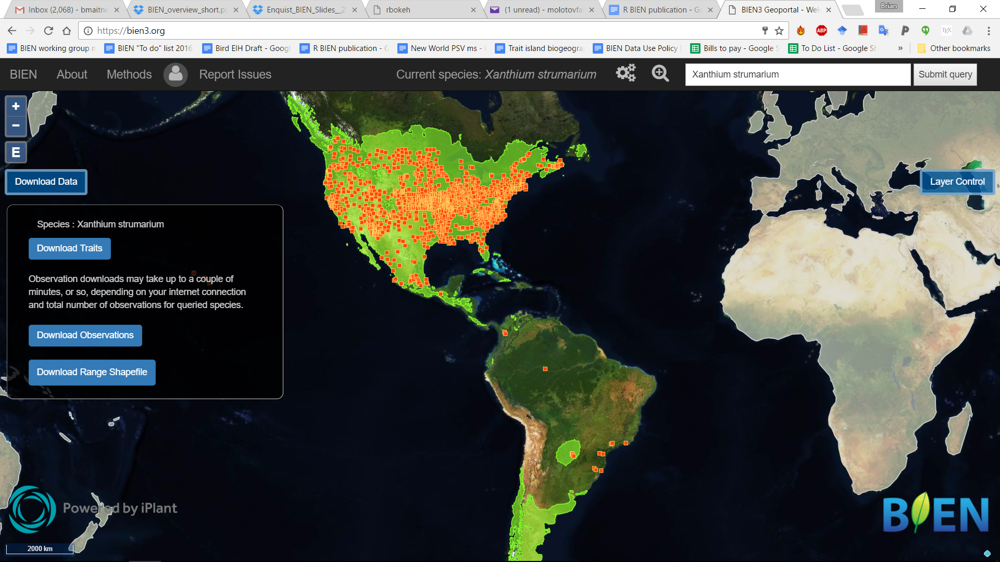 Inbox (2,068) - bmaitne
BIEN_overview_short.p
Enquist_BIEN_Slides__2
rbokeh
(1 unread) - molotovfa
R BIEN publication - G
BIEN3 Geoportal - Wel
Brian
https://bien3.org
ABP
TEX
BIEN working group m
BIEN "To do" list 2016
Bird EIH Draft - Googl
R BIEN publication - G
New World PSV ms -
Trait island biogeogra
BIEN Data Use Policy
Bills to pay - Google S
To Do List - Google Sh
»
Other bookmarks
BIEN
About
Methods
Report Issues
Current species: Xanthium strumarium
Xanthium strumarium
Submit query
+
−
E
Download Data
Layer Control
Species : Xanthium strumarium
Download Traits
Observation downloads may take up to a couple of
minutes, or so, depending on your internet connection
and total number of observations for queried species.
Download Observations
Download Range Shapefile
Powered by iPlant
BIEN
2000 km